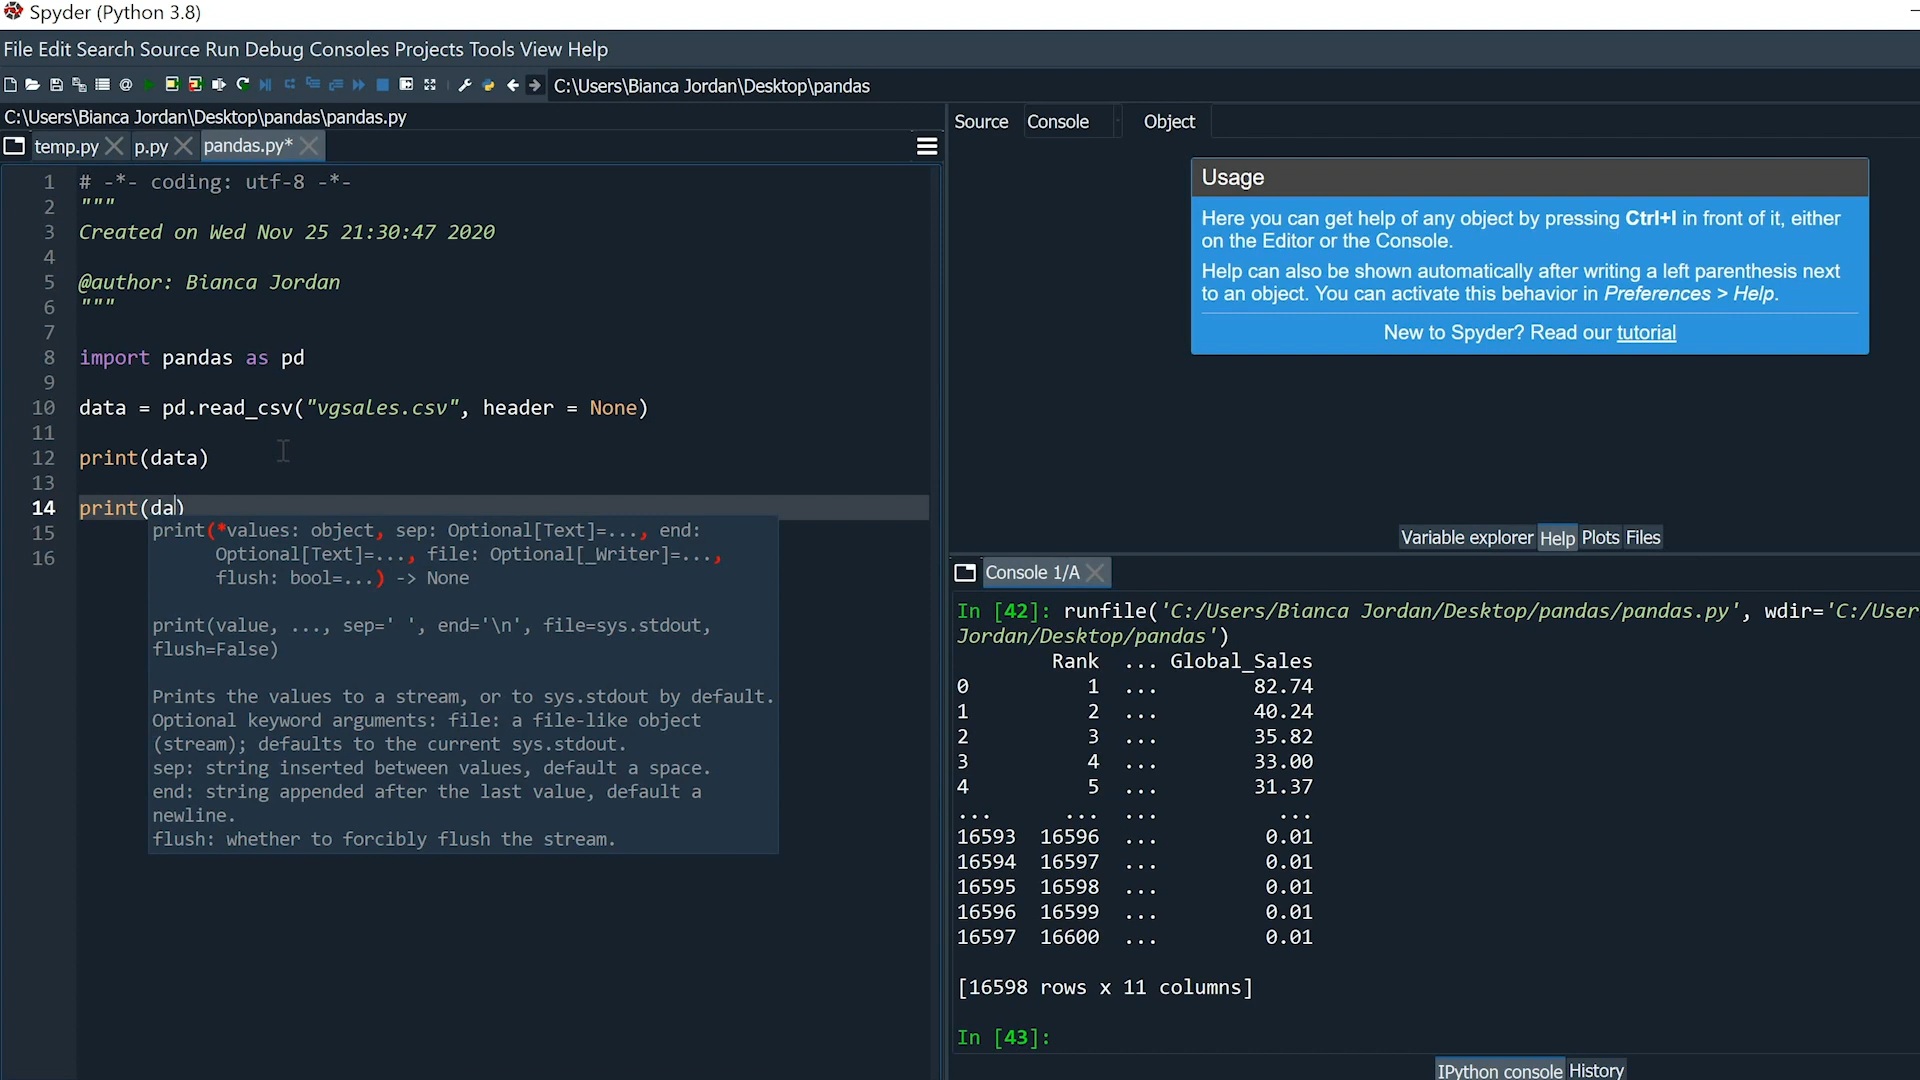 Spyder (Python 3.8)
File Edit Search Source Run Debug Consoles Projects Tools View Help
C:\Users\Bianca Jordan\Desktop\pandas
C:\Users\Bianca Jordan\Desktop\pandas\pandas.py
temp.py p.py pandas.py*
1 # -*- coding: utf-8 -*-
2 """
3 Created on Wed Nov 25 21:30:47 2020
4
5 @author: Bianca Jordan
6 """
7
8 import pandas as pd
9
10 data = pd.read_csv("vgsales.csv", header = None)
11
12 print(data)
13
14 print(da)
15
16
print(*values: object, sep: Optional[Text]=..., end:
Optional[Text]=..., file: Optional[_Writer]=...,
flush: bool=...) -> None
print(value, ..., sep=' ', end='\n', file=sys.stdout,
flush=False)
Prints the values to a stream, or to sys.stdout by default.
Optional keyword arguments: file: a file-like object
(stream); defaults to the current sys.stdout.
sep: string inserted between values, default a space.
end: string appended after the last value, default a
newline.
flush: whether to forcibly flush the stream.
Source Console Object
Usage
Here you can get help of any object by pressing Ctrl+I in front of it, either
on the Editor or the Console.
Help can also be shown automatically after writing a left parenthesis next
to an object. You can activate this behavior in Preferences > Help.
New to Spyder? Read our tutorial
Variable explorer Help Plots Files
Console 1/A
In [42]: runfile('C:/Users/Bianca Jordan/Desktop/pandas/pandas.py', wdir='C:/User
Jordan/Desktop/pandas')
Rank ... Global_Sales
0 1 ... 82.74
1 2 ... 40.24
2 3 ... 35.82
3 4 ... 33.00
4 5 ... 31.37
... ... ... ...
16593 16596 ... 0.01
16594 16597 ... 0.01
16595 16598 ... 0.01
16596 16599 ... 0.01
16597 16600 ... 0.01
[16598 rows x 11 columns]
In [43]:
IPython console History